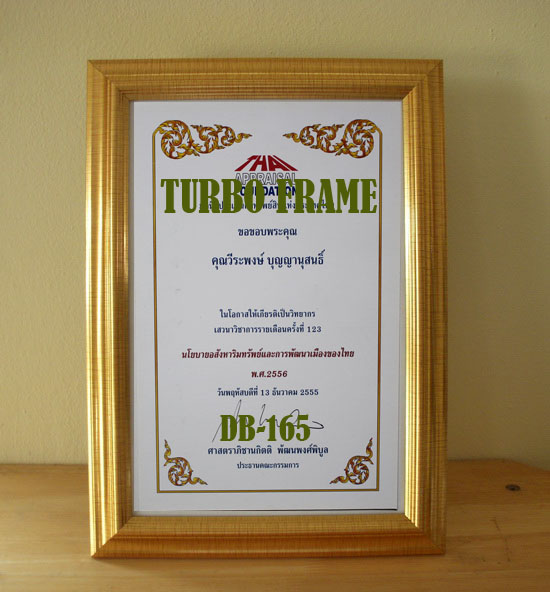 THAI
APPRAISAL
FOUNDATION
TURBO FRAME
ขอขอบพระคุณ
คุณวีระพงษ์ บุญญานุสนธิ์
ในโอกาสให้เกียรติเป็นวิทยากร
เสวนาวิชาการรายเดือนครั้งที่ 123
นโยบายอสังหาริมทรัพย์และการพัฒนาเมืองของไทย
พ.ศ.2556
วันพฤหัสบดีที่ 13 ธันวาคม 2555
DB-165
ศาสตราภิชานกิตติ พัฒนพงศ์พิบูล
ประธานคณะกรรมการ